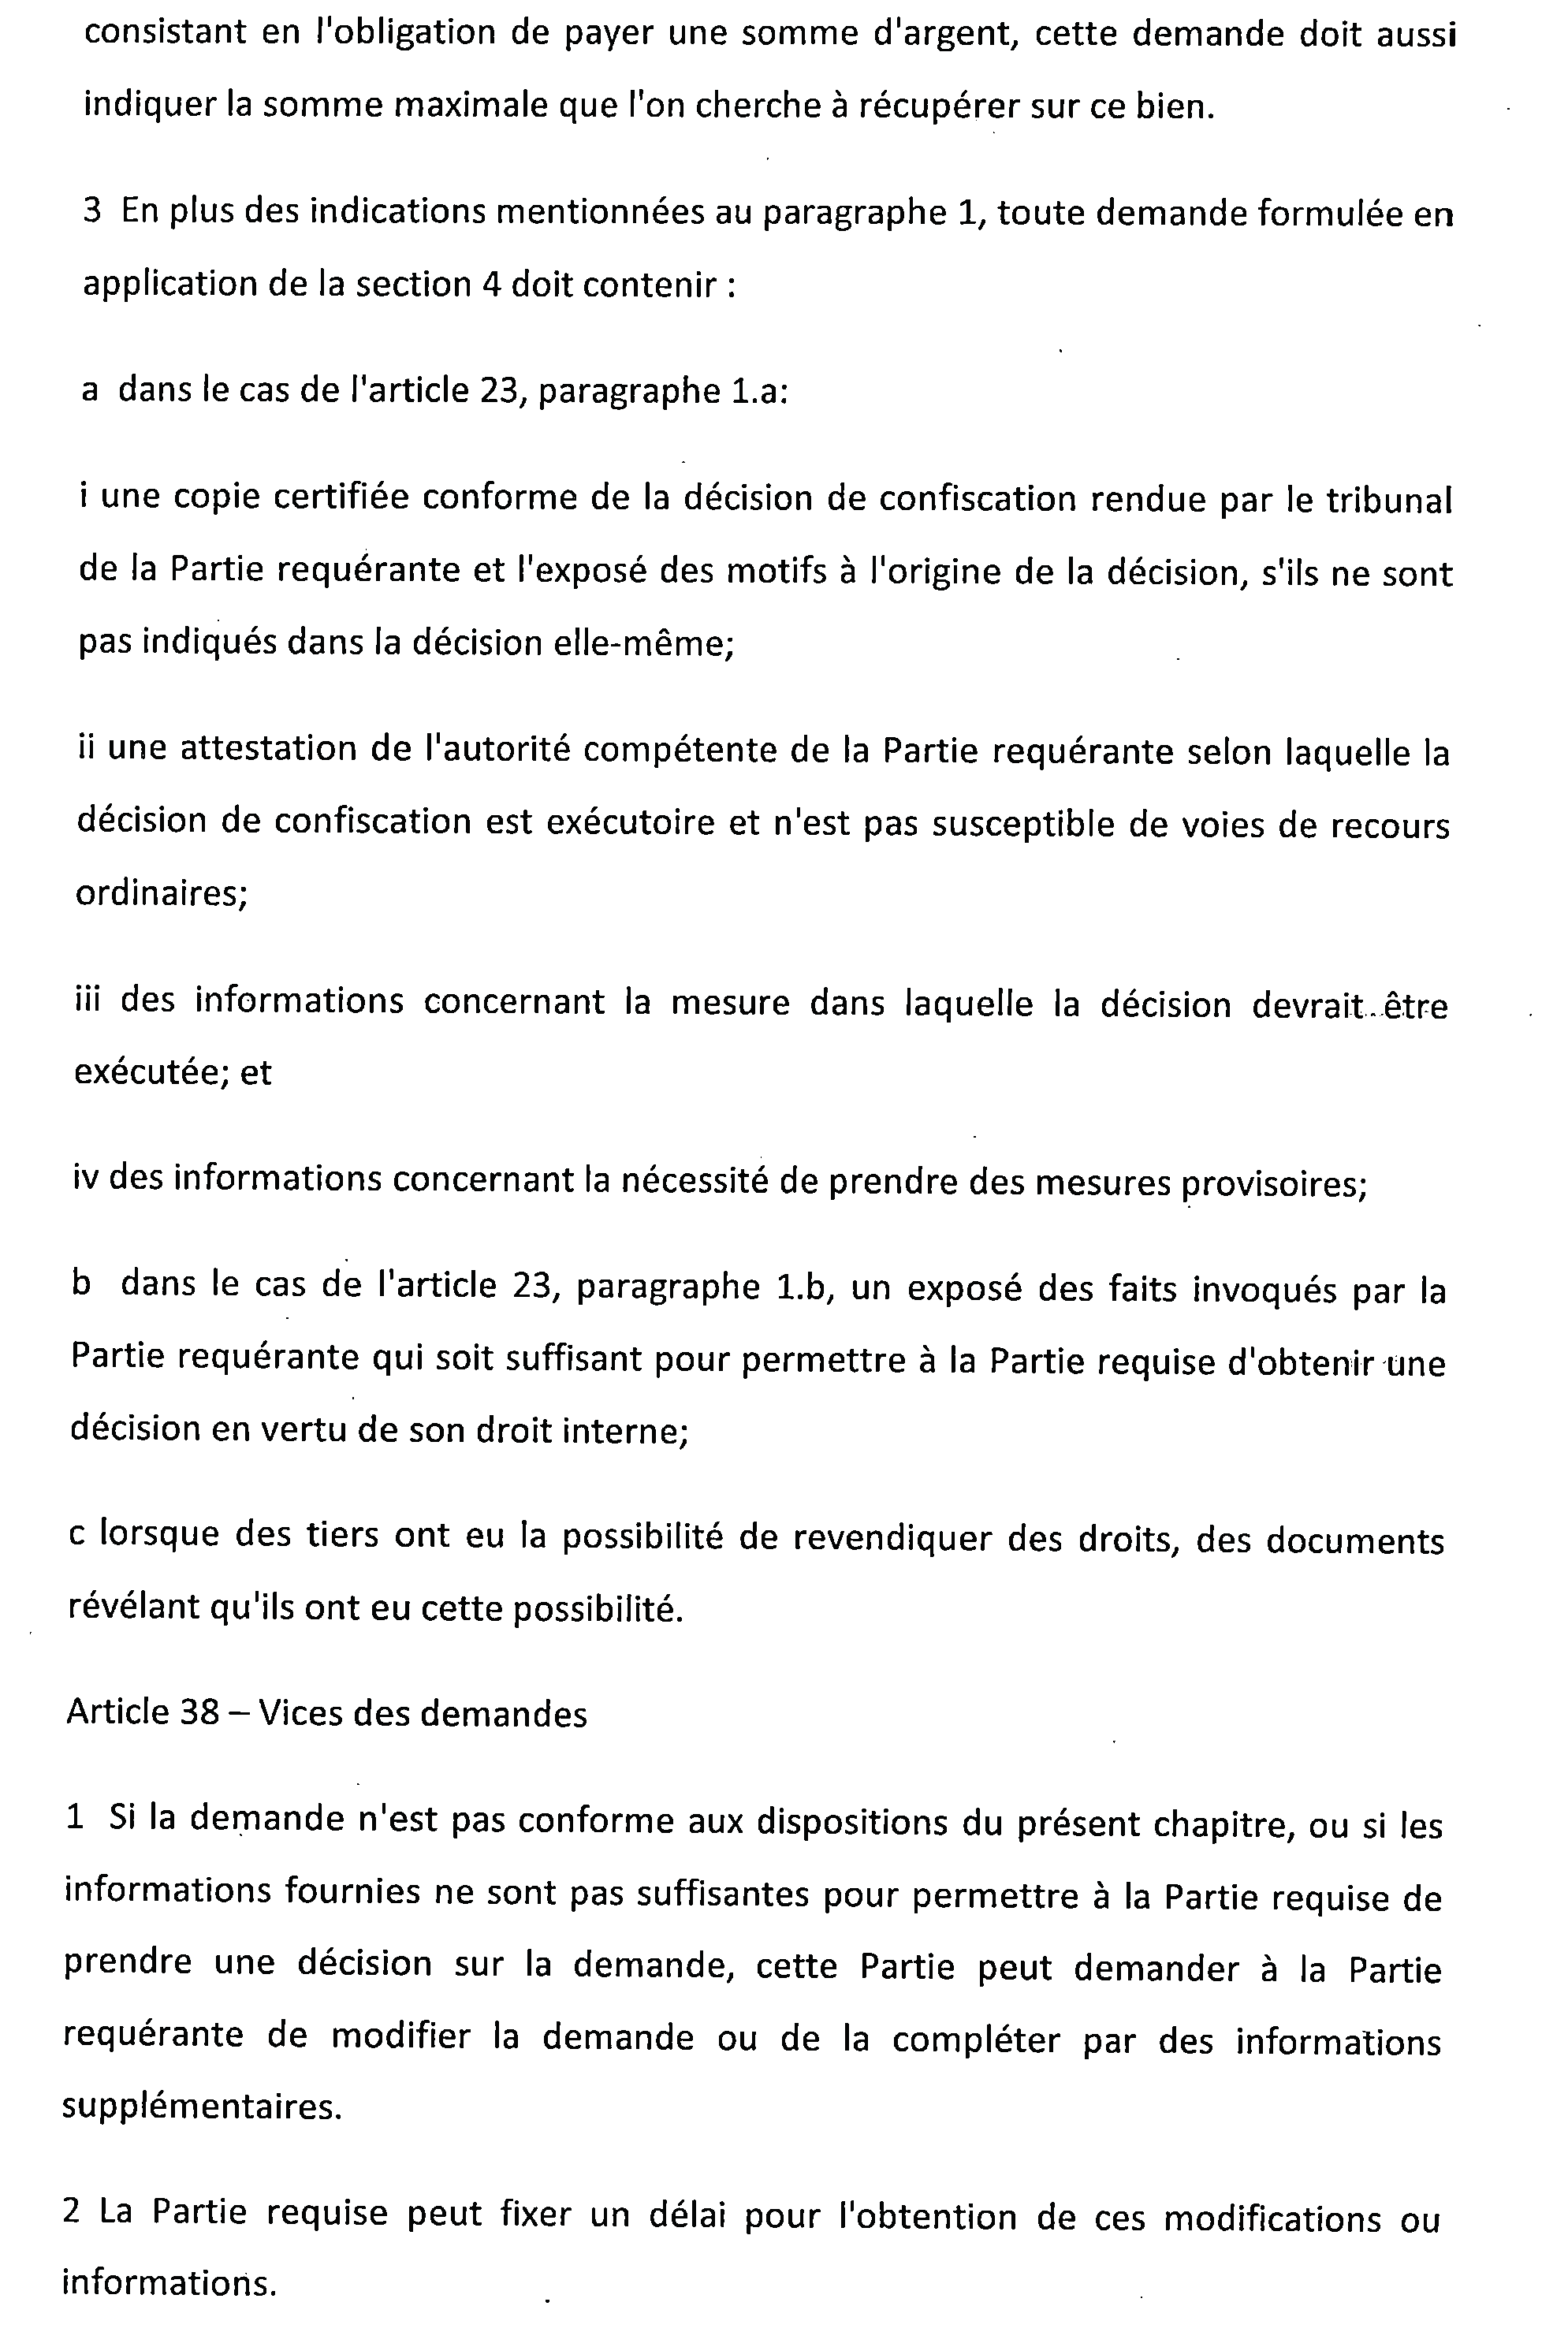 consistant en l'obligation de payer une somme d'argent, cette demande doit aussi
indiquer la somme maximale que l'on cherche à récupérer sur ce bien.
3 En plus des indications mentionnées au paragraphe 1, toute demande formulée en
application de la section 4 doit contenir :
a dans le cas de l'article 23, paragraphe 1.a:
i une copie certifiée conforme de la décision de confiscation rendue par le tribunal
de la Partie requérante et l'exposé des motifs à l'origine de la décision, s'ils ne sont
pas indiqués dans la décision elle-même;
ii une attestation de l'autorité compétente de la Partie requérante selon laquelle la
décision de confiscation est exécutoire et n'est pas susceptible de voies de recours
ordinaires;
iii des informations concernant la mesure dans laquelle la décision devrait être
exécutée; et
iv des informations concernant la nécessité de prendre des mesures provisoires;
b dans le cas de l'article 23, paragraphe 1.b, un exposé des faits invoqués par la
Partie requérante qui soit suffisant pour permettre à la Partie requise d'obtenir une
décision en vertu de son droit interne;
c lorsque des tiers ont eu la possibilité de revendiquer des droits, des documents
révélant qu'ils ont eu cette possibilité.
Article 38 – Vices des demandes
1 Si la demande n'est pas conforme aux dispositions du présent chapitre, ou si les
informations fournies ne sont pas suffisantes pour permettre à la Partie requise de
prendre une décision sur la demande, cette Partie peut demander à la Partie
requérante de modifier la demande ou de la compléter par des informations
supplémentaires.
2 La Partie requise peut fixer un délai pour l'obtention de ces modifications ou
informations.